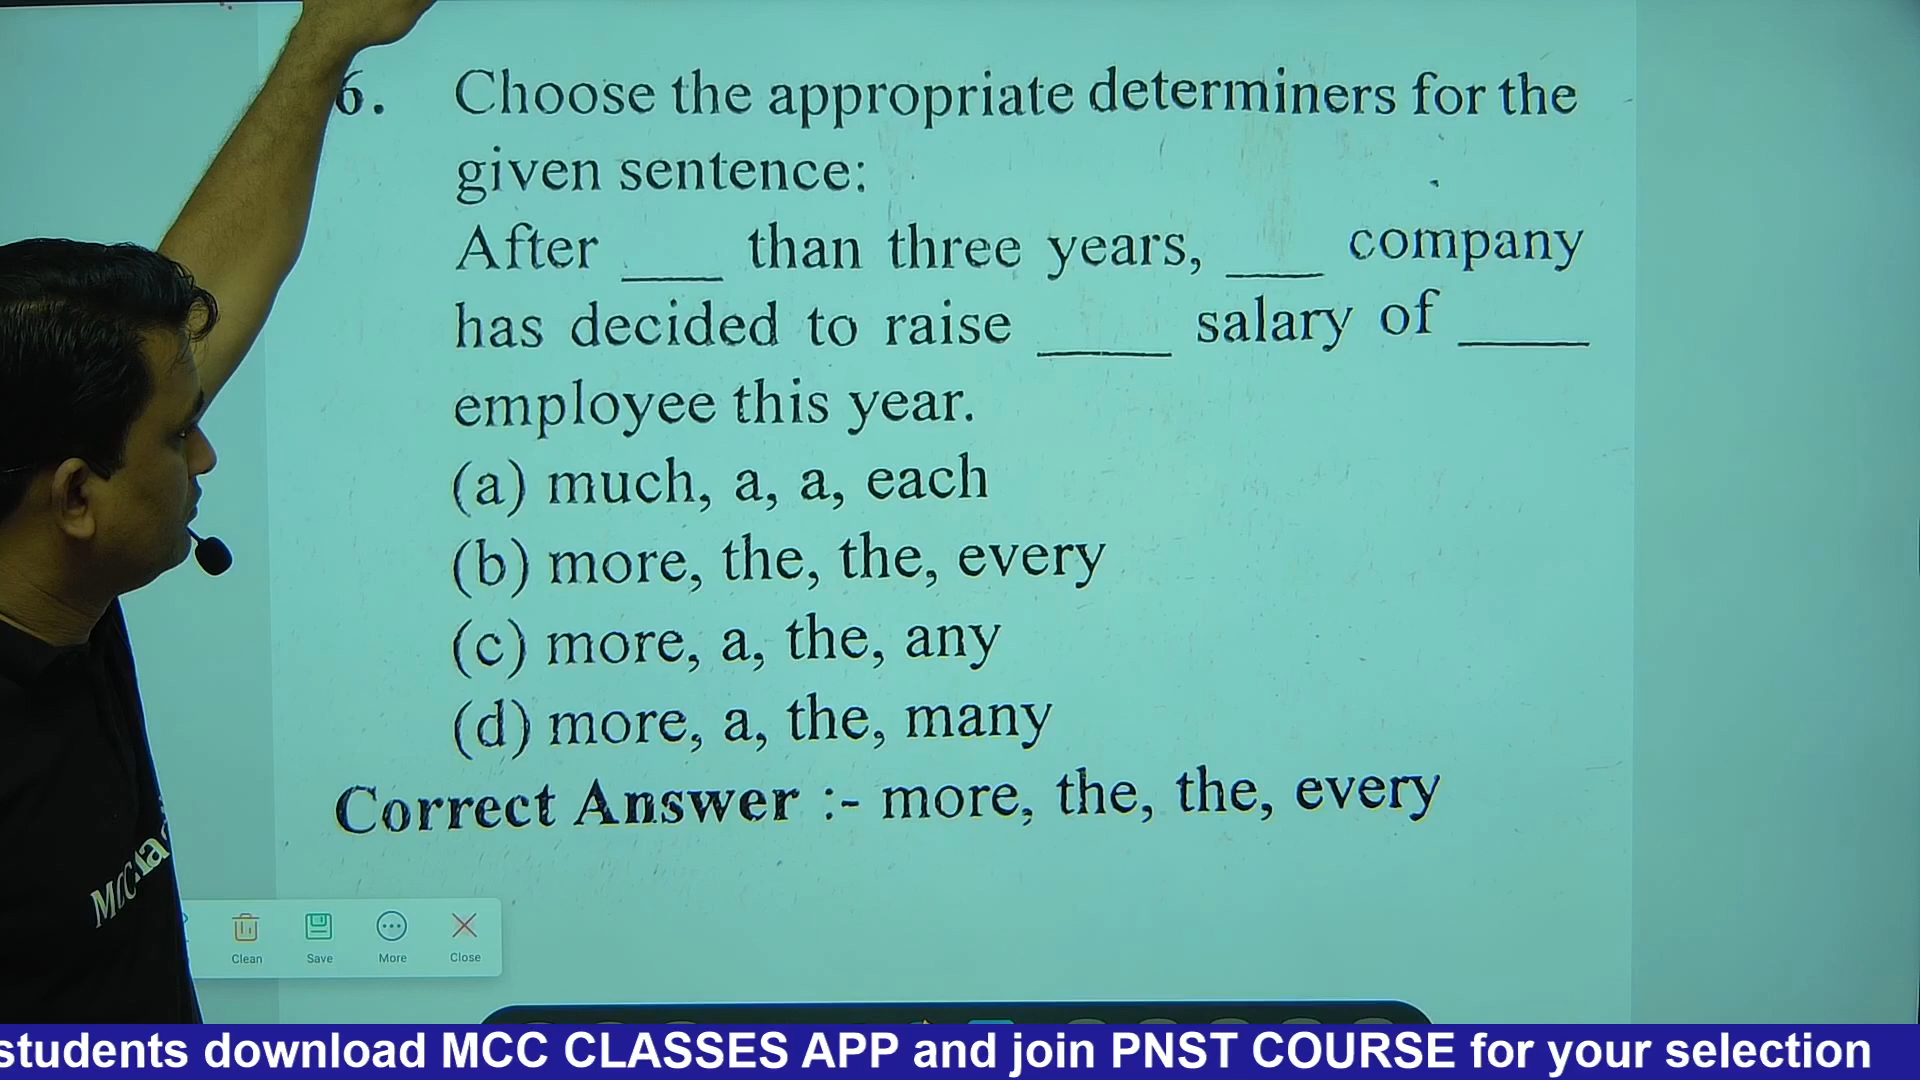 6. Choose the appropriate determiners for the
given sentence:
After ____ than three years, ____ company
has decided to raise _____ salary of _____
employee this year.
(a) much, a, a, each
(b) more, the, the, every
(c) more, a, the, any
(d) more, a, the, many
Correct Answer :- more, the, the, every
MCC
Clean Save More Close
students download MCC CLASSES APP and join PNST COURSE for your selection